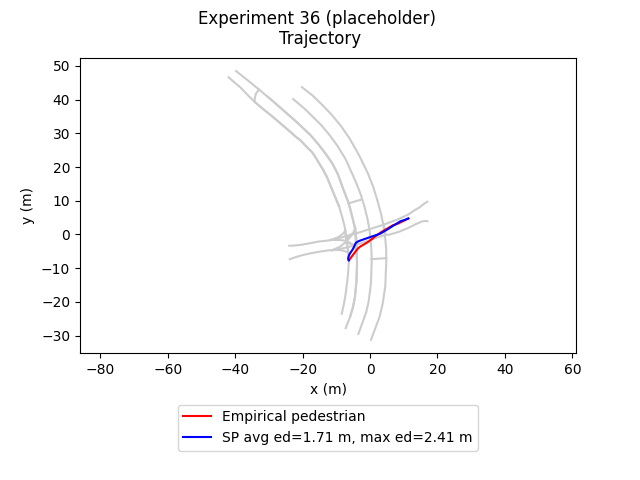 Experiment 36 (placeholder)
Trajectory
50
40
30
20
10
0
−10
−20
−30
y (m)
−80 −60 −40 −20 0 20 40 60
x (m)
Empirical pedestrian
SP avg ed=1.71 m, max ed=2.41 m